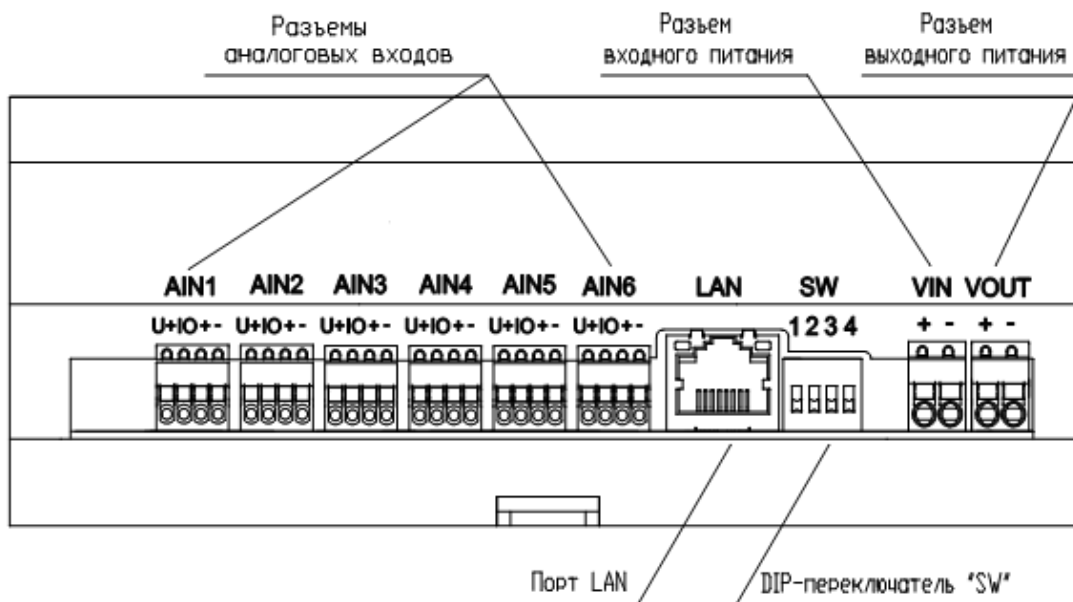 Разъемы
аналоговых входов
Разъем
входного питания
Разъем
выходного питания
AIN1 AIN2 AIN3 AIN4 AIN5 AIN6 LAN SW VIN VOUT
U+IO+- U+IO+- U+IO+- U+IO+- U+IO+- U+IO+- 1234 + - + -
Порт LAN
DIP-переключатель "SW"